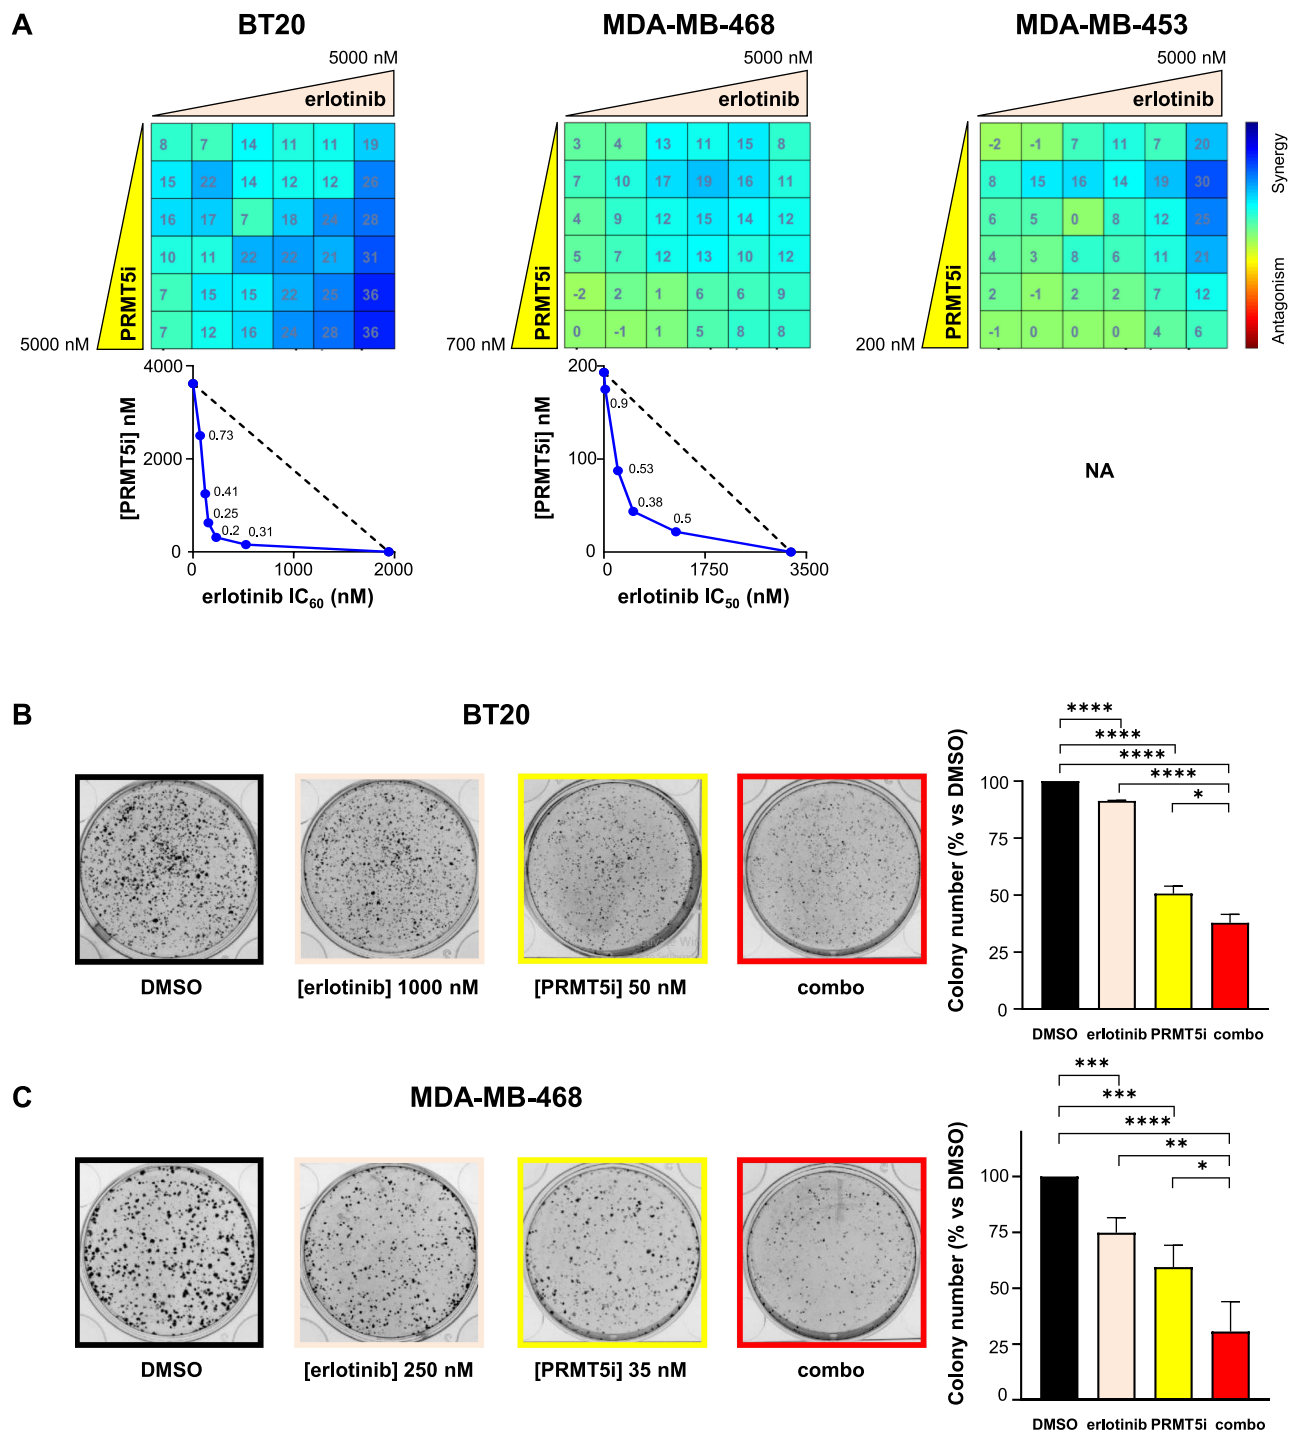 A
BT20
MDA-MB-468
MDA-MB-453
5000 nM
5000 nM
5000 nM
erlotinib
erlotinib
erlotinib
PRMT5i
5000 nM
8 7 14 11 11 19
15 22 14 12 12 26
16 17 7 18 24 28
10 11 22 23 21 31
7 15 15 22 25 36
7 12 16 24 28 36
PRMT5i
700 nM
3 4 13 11 15 8
7 10 17 19 16 11
4 9 12 15 14 12
5 7 12 13 10 12
-2 2 1 6 6 9
0 -1 1 5 8 8
PRMT5i
200 nM
-2 -1 7 11 7 20
8 15 16 14 19 30
6 5 0 8 12 25
4 3 8 6 11 21
2 -1 2 2 7 12
-1 0 0 0 4 6
Synergy
Antagonism
[PRMT5i] nM
4000
2000
0
0.73
0.41
0.25
0.2
0.31
0 1000 2000
erlotinib IC60 (nM)
[PRMT5i] nM
200
100
0
0.9
0.53
0.38
0.5
0 1750 3500
erlotinib IC50 (nM)
NA
B
BT20
DMSO
[erlotinib] 1000 nM
[PRMT5i] 50 nM
combo
Colony number (% vs DMSO)
100
75
50
25
0
****
****
****
****
*
DMSO erlotinib PRMT5i combo
C
MDA-MB-468
DMSO
[erlotinib] 250 nM
[PRMT5i] 35 nM
combo
Colony number (% vs DMSO)
100
75
50
25
0
***
***
****
**
*
DMSO erlotinib PRMT5i combo